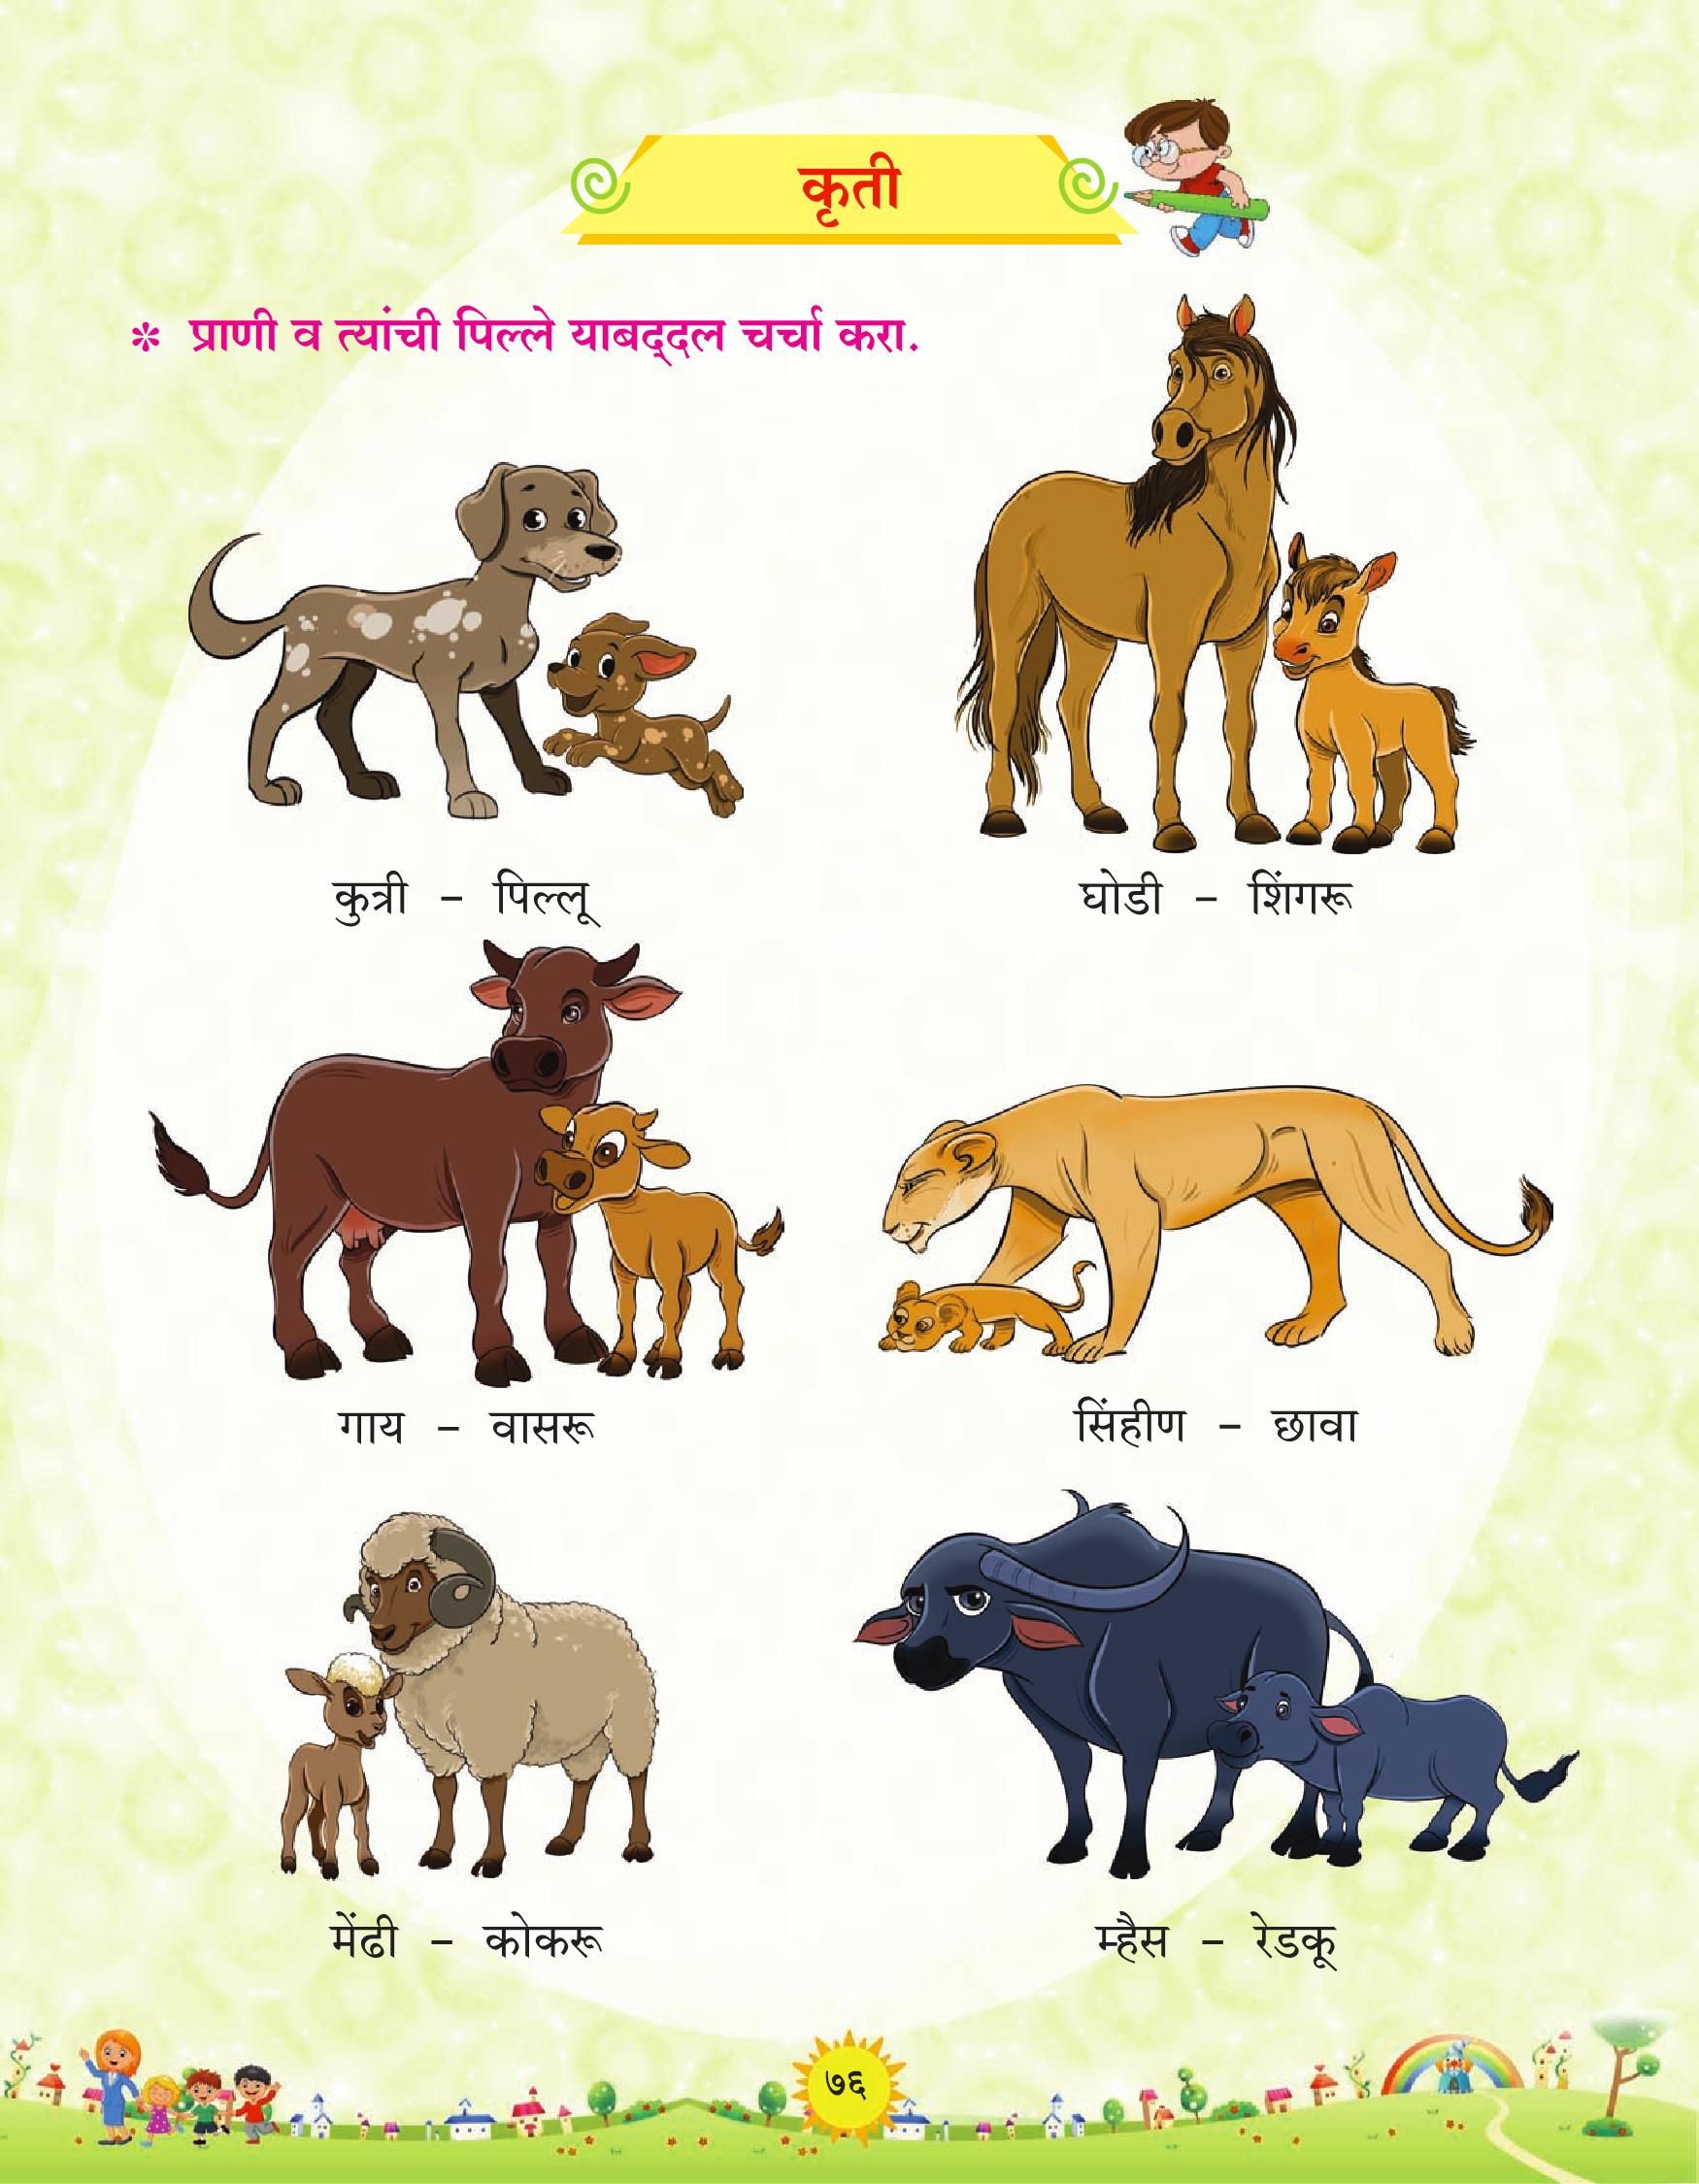 कृती
* प्राणी व त्यांची पिल्ले याबद्‌दल चर्चा करा.
कुत्री – पिल्लू
घोडी – शिंगरू
गाय – वासरू
सिंहीण – छावा
मेंढी – कोकरू
म्हैस – रेडकू
७६